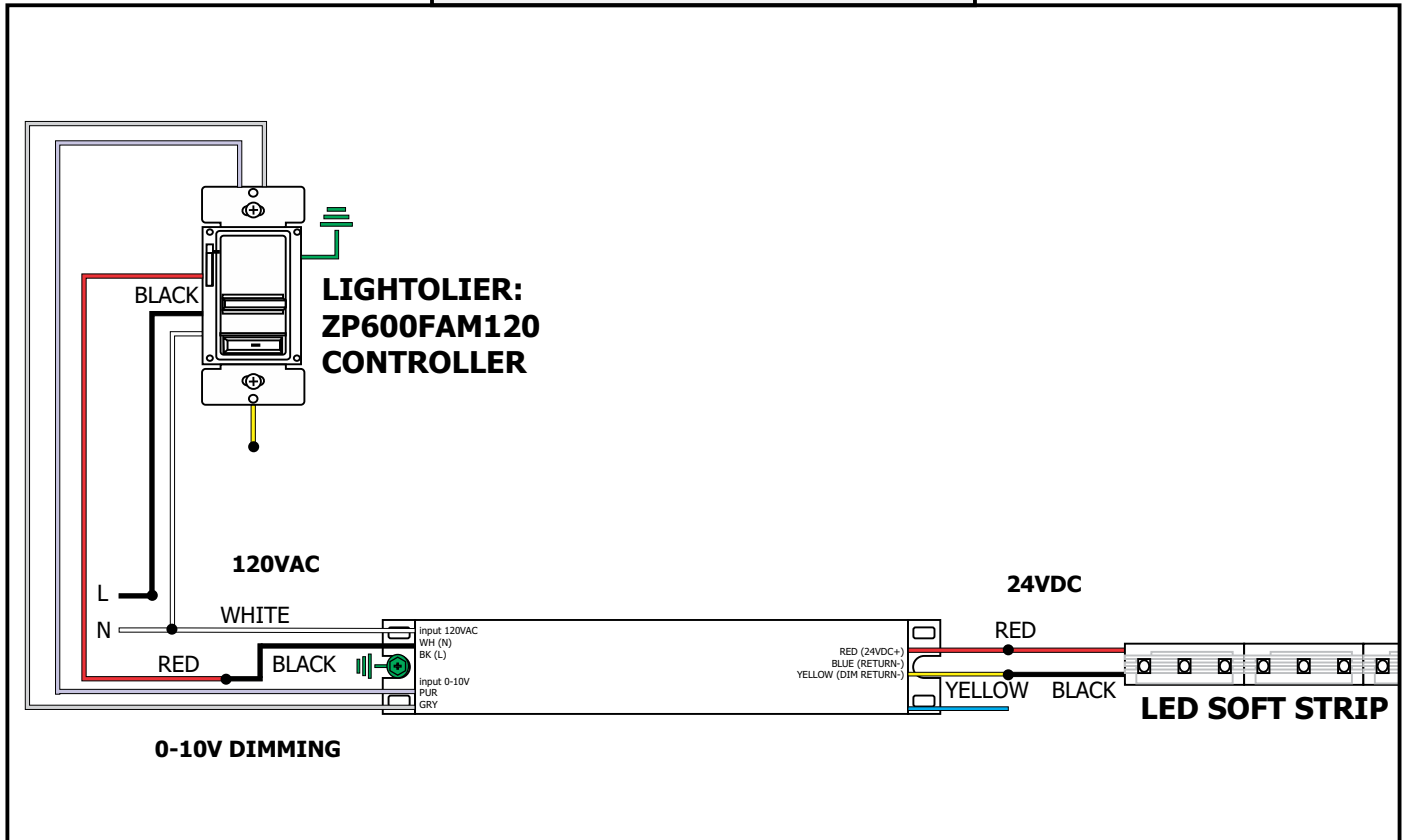 BLACK
LIGHTOLIER:
ZP600FAM120
CONTROLLER
120VAC
L
N
WHITE
RED
BLACK
input 120VAC
WH (N)
BK (L)
input 0-10V
PUR
GRY
0-10V DIMMING
24VDC
RED (24VDC+)
BLUE (RETURN-)
YELLOW (DIM RETURN-)
RED
YELLOW
BLACK
LED SOFT STRIP